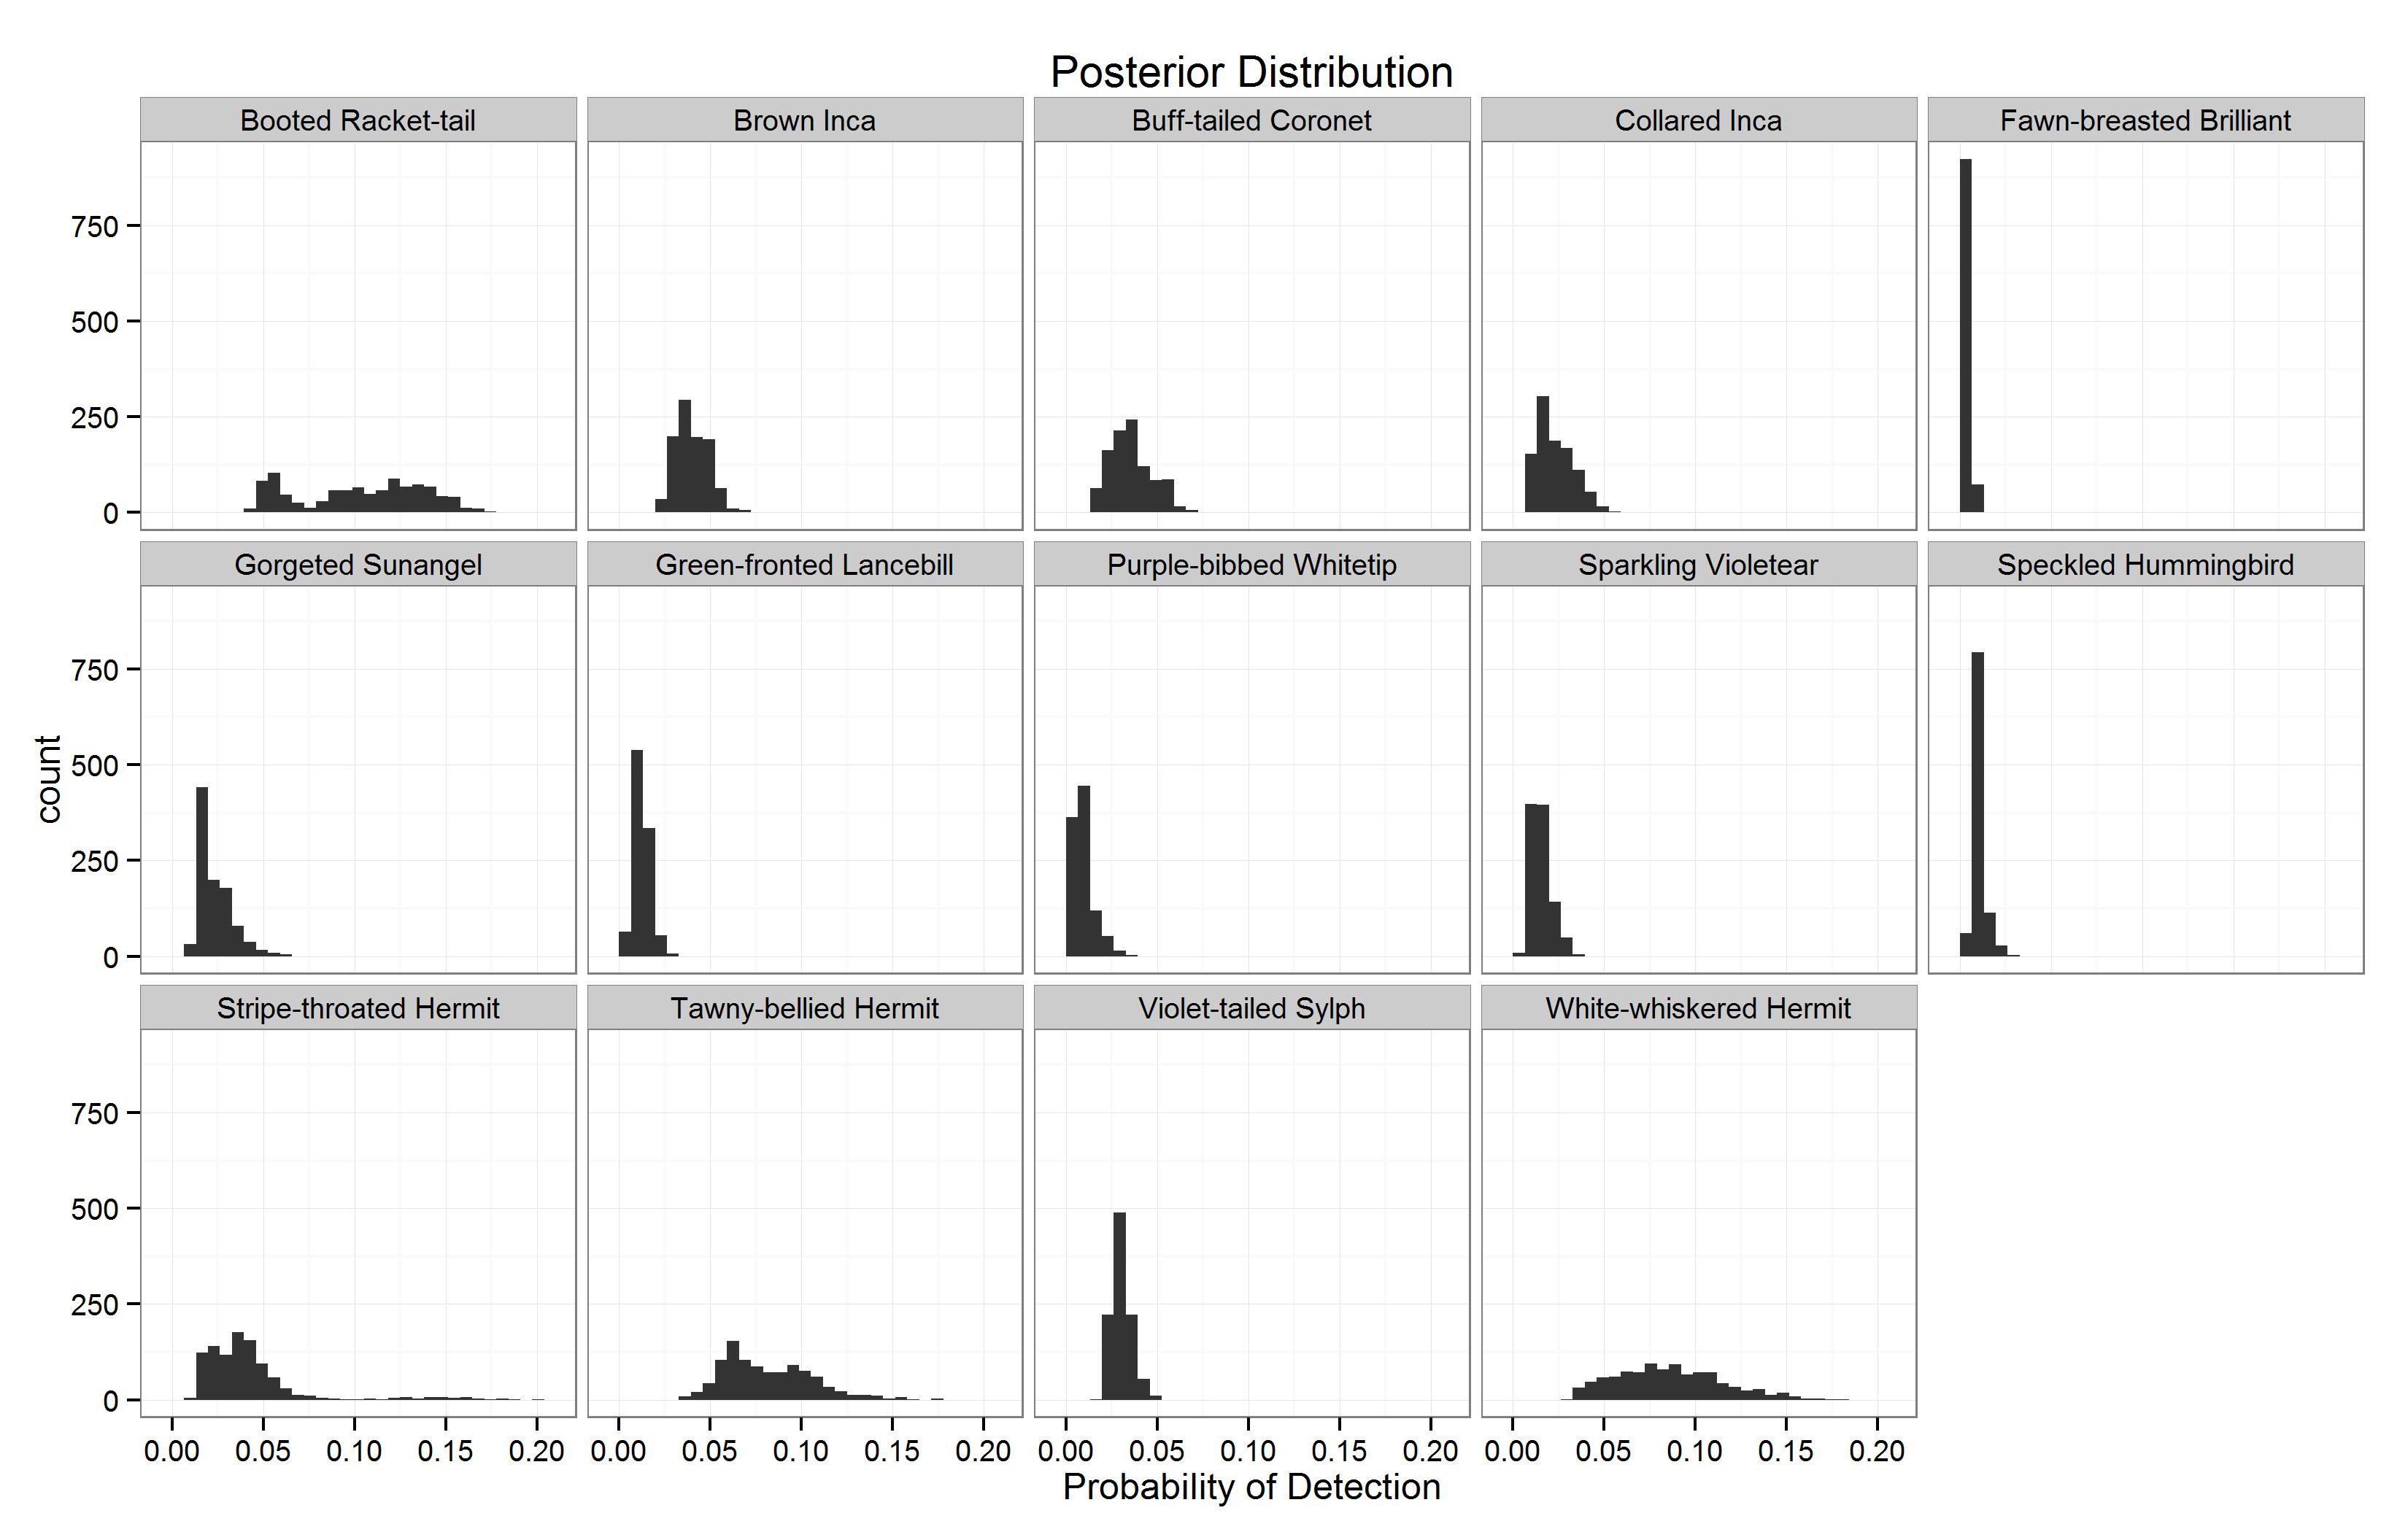 Posterior Distribution
Booted Racket-tail Brown Inca Buff-tailed Coronet Collared Inca Fawn-breasted Brilliant
750
500
250
0
Gorgeted Sunangel Green-fronted Lancebill Purple-bibbed Whitetip Sparkling Violetear Speckled Hummingbird
750
500
250
0
count
Stripe-throated Hermit Tawny-bellied Hermit Violet-tailed Sylph White-whiskered Hermit
750
500
250
0
0.00 0.05 0.10 0.15 0.20 0.00 0.05 0.10 0.15 0.20 0.00 0.05 0.10 0.15 0.20 0.00 0.05 0.10 0.15 0.20
Probability of Detection